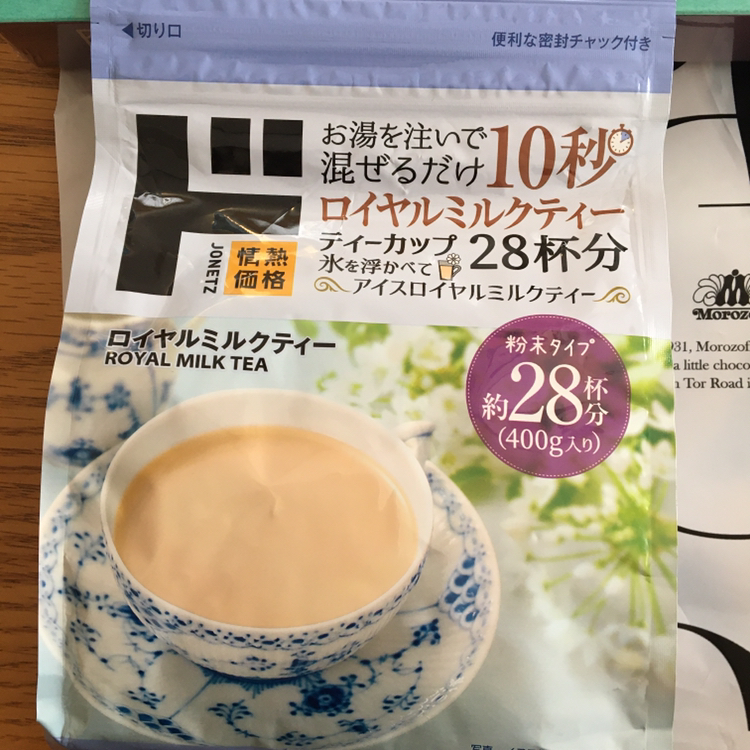 ◀切り口
便利な密封チャック付き
ド
JONETZ
情熱
価格
お湯を注いで
混ぜるだけ10秒
ロイヤルミルクティー
ティーカップ 28杯分
氷を浮かべて
アイスロイヤルミルクティー
ロイヤルミルクティー
ROYAL MILK TEA
粉末タイプ
約28杯分
(400g入り)
Morozo
31, Morozof
a little choco
n Tor Road i